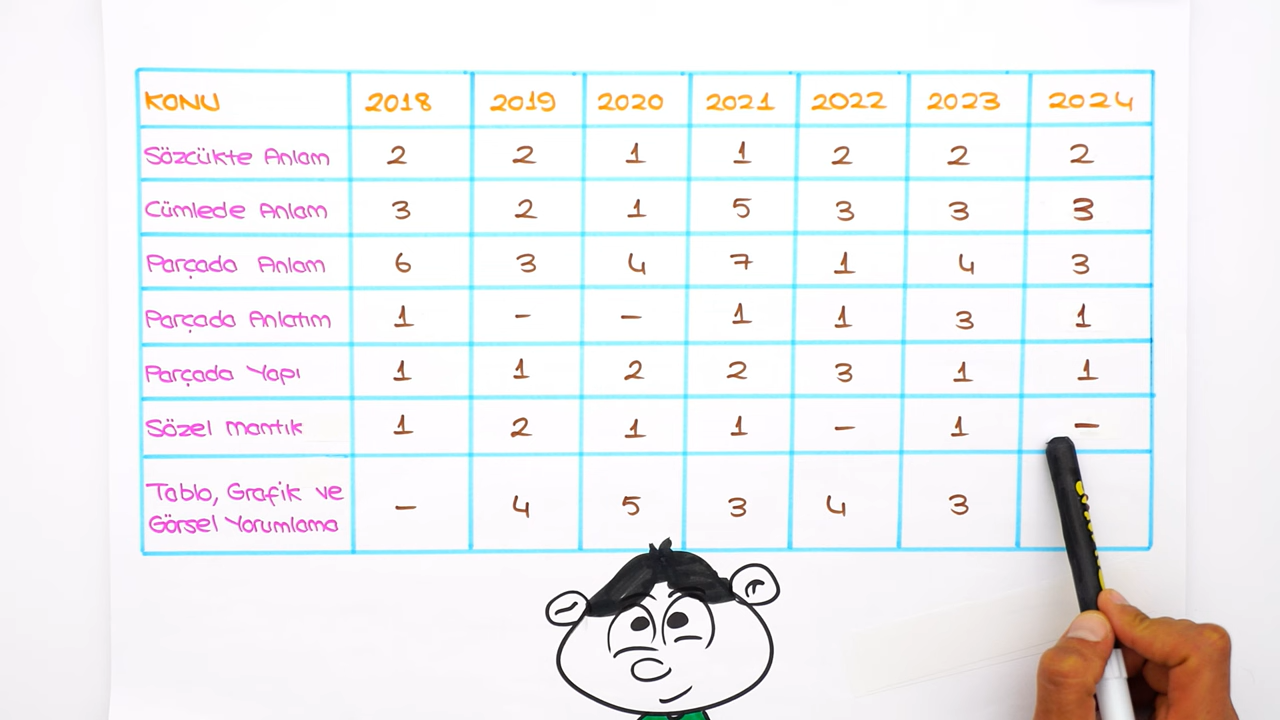 KONU 2018 2019 2020 2021 2022 2023 2024
Sözcükte Anlam 2 2 1 1 2 2 2
Cümlede Anlam 3 2 1 5 3 3 3
Parçada Anlam 6 3 4 7 1 4 3
Parçada Anlatım 1 - - 1 1 3 1
Parçada Yapı 1 1 2 2 3 1 1
Sözel Mantık 1 2 1 1 - 1 -
Tablo, Grafik ve
Görsel Yorumlama - 4 5 3 4 3